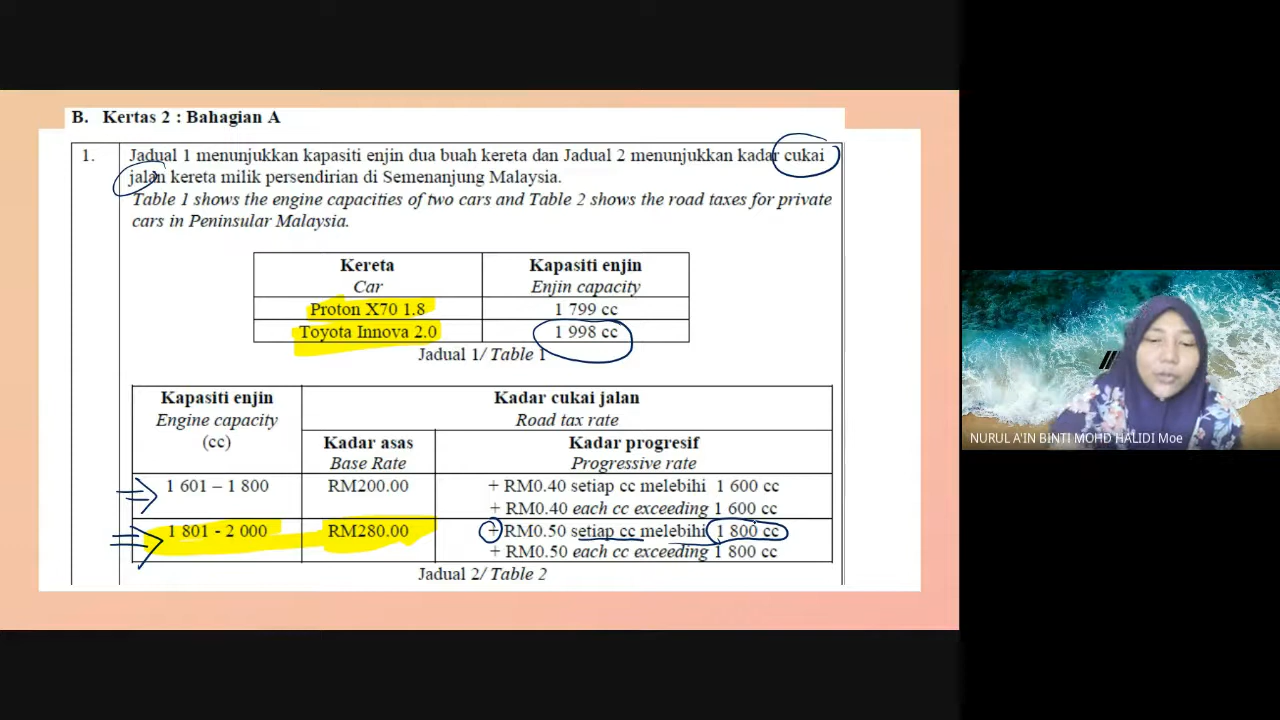 B. Kertas 2 : Bahagian A
1. Jadual 1 menunjukkan kapasiti enjin dua buah kereta dan Jadual 2 menunjukkan kadar cukai
jalan kereta milik persendirian di Semenanjung Malaysia.
Table 1 shows the engine capacities of two cars and Table 2 shows the road taxes for private
cars in Peninsular Malaysia.
Kereta Kapasiti enjin
Car Enjin capacity
Proton X70 1.8 1 799 cc
Toyota Innova 2.0 1 998 cc
Jadual 1/ Table 1
Kapasiti enjin Kadar cukai jalan
Engine capacity Road tax rate
(cc) Kadar asas Kadar progresif
Base Rate Progressive rate
1 601 – 1 800 RM200.00 + RM0.40 setiap cc melebihi 1 600 cc
+ RM0.40 each cc exceeding 1 600 cc
1 801 - 2 000 RM280.00 + RM0.50 setiap cc melebihi 1 800 cc
+ RM0.50 each cc exceeding 1 800 cc
Jadual 2/ Table 2
NURUL A'IN BINTI MOHD HALIDI Moe